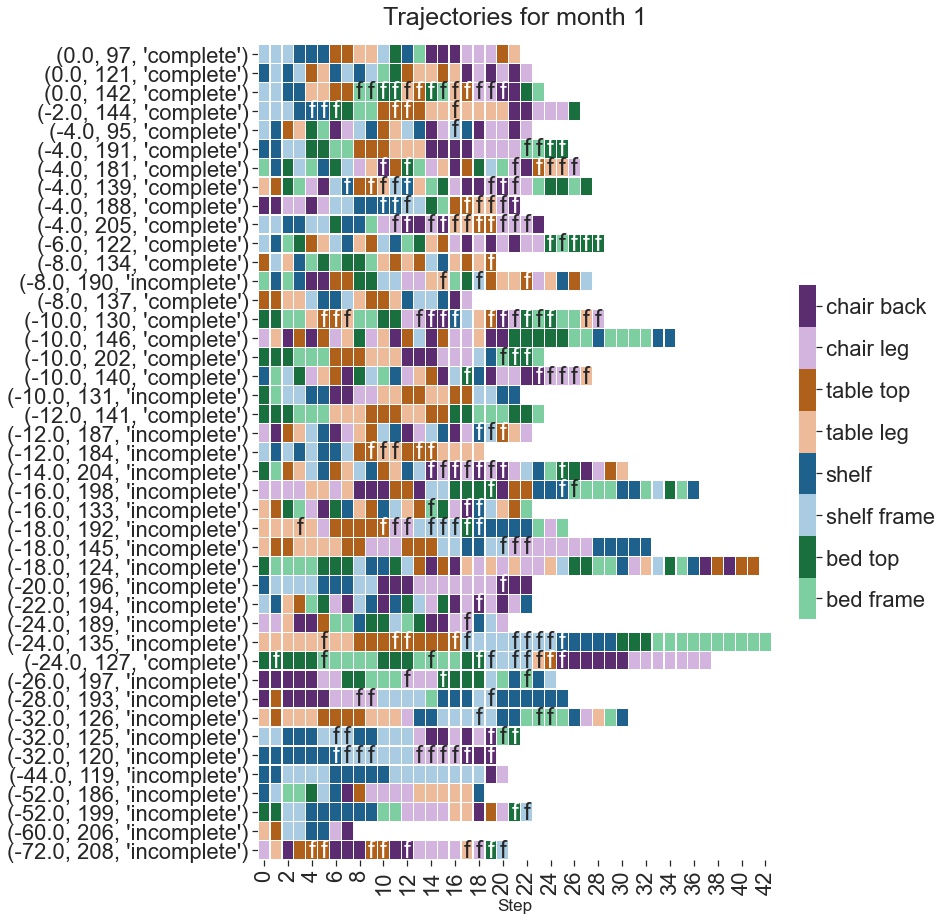 Trajectories for month 1
(0.0, 97, 'complete')
(0.0, 121, 'complete')
(0.0, 142, 'complete') f f f f f f f f f f f f f
(-2.0, 144, 'complete') f f f f f f f
(-4.0, 95, 'complete') f f
(-4.0, 191, 'complete') f f f f
(-4.0, 181, 'complete') f f f f f f f f
(-4.0, 139, 'complete') f f f f f f f f
(-4.0, 188, 'complete') f f f f f f f f f
(-4.0, 205, 'complete') f f f f f f f f f f f f
(-6.0, 122, 'complete') f f f f f
(-8.0, 134, 'complete') f
(-8.0, 190, 'incomplete') f f f
(-8.0, 137, 'complete')
(-10.0, 130, 'complete') f f f f f f f f f f f f f f f
(-10.0, 146, 'complete')
(-10.0, 202, 'complete') f f f
(-10.0, 140, 'complete') f f f f f f
(-10.0, 131, 'incomplete')
(-12.0, 141, 'complete')
(-12.0, 187, 'incomplete') f f f
(-12.0, 184, 'incomplete') f f f f f
(-14.0, 204, 'incomplete') f f f f f f f f f
(-16.0, 198, 'incomplete') f f f
(-16.0, 133, 'incomplete') f f f
(-18.0, 192, 'incomplete') f f f f f f f f f
(-18.0, 145, 'incomplete') f f f
(-18.0, 124, 'incomplete')
(-20.0, 196, 'incomplete') f
(-22.0, 194, 'incomplete') f
(-24.0, 189, 'incomplete') f
(-24.0, 135, 'incomplete') f f f f f f f f f f
(-24.0, 127, 'complete') f f f f f f f f f f
(-26.0, 197, 'incomplete') f f f
(-28.0, 193, 'incomplete') f f f
(-32.0, 126, 'incomplete') f f f
(-32.0, 125, 'incomplete') f f f f f
(-32.0, 120, 'incomplete') f f f f f f f f f f f
(-44.0, 119, 'incomplete')
(-52.0, 186, 'incomplete')
(-52.0, 199, 'incomplete') f f
(-60.0, 206, 'incomplete')
(-72.0, 208, 'incomplete') f f f f f f f f f
0 2 4 6 8 10 12 14 16 18 20 22 24 26 28 30 32 34 36 38 40 42
Step
chair back
chair leg
table top
table leg
shelf
shelf frame
bed top
bed frame